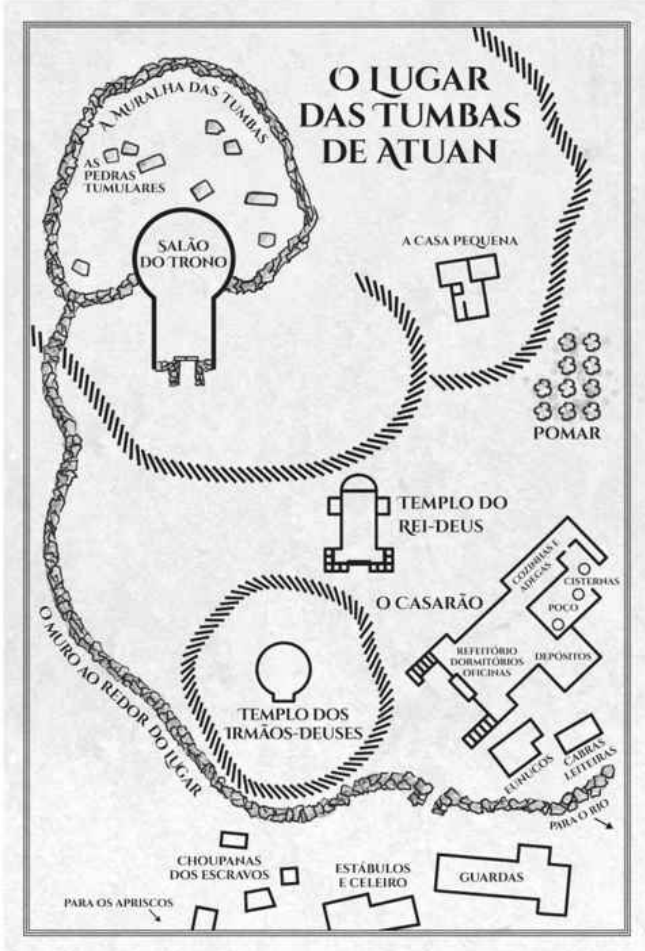 O LUGAR
DAS TUMBAS
DE ATUAN
A MURALHA DAS TUMBAS
AS
PEDRAS
TUMULARES
SALÃO
DO TRONO
A CASA PEQUENA
POMAR
TEMPLO DO
REI-DEUS
COZINHAS E
ADEGAS
CISTERNAS
POÇO
O CASARÃO
REFEITÓRIO
DORMITÓRIOS
OFICINAS
DEPÓSITOS
TEMPLO DOS
IRMÃOS-DEUSES
EUNUCOS
CABRAS
LEITEIRAS
O MURO AO REDOR DO LUGAR
PARA O RIO
CHOUPANAS
DOS ESCRAVOS
ESTÁBULOS
E CELEIRO
GUARDAS
PARA OS APRISCOS